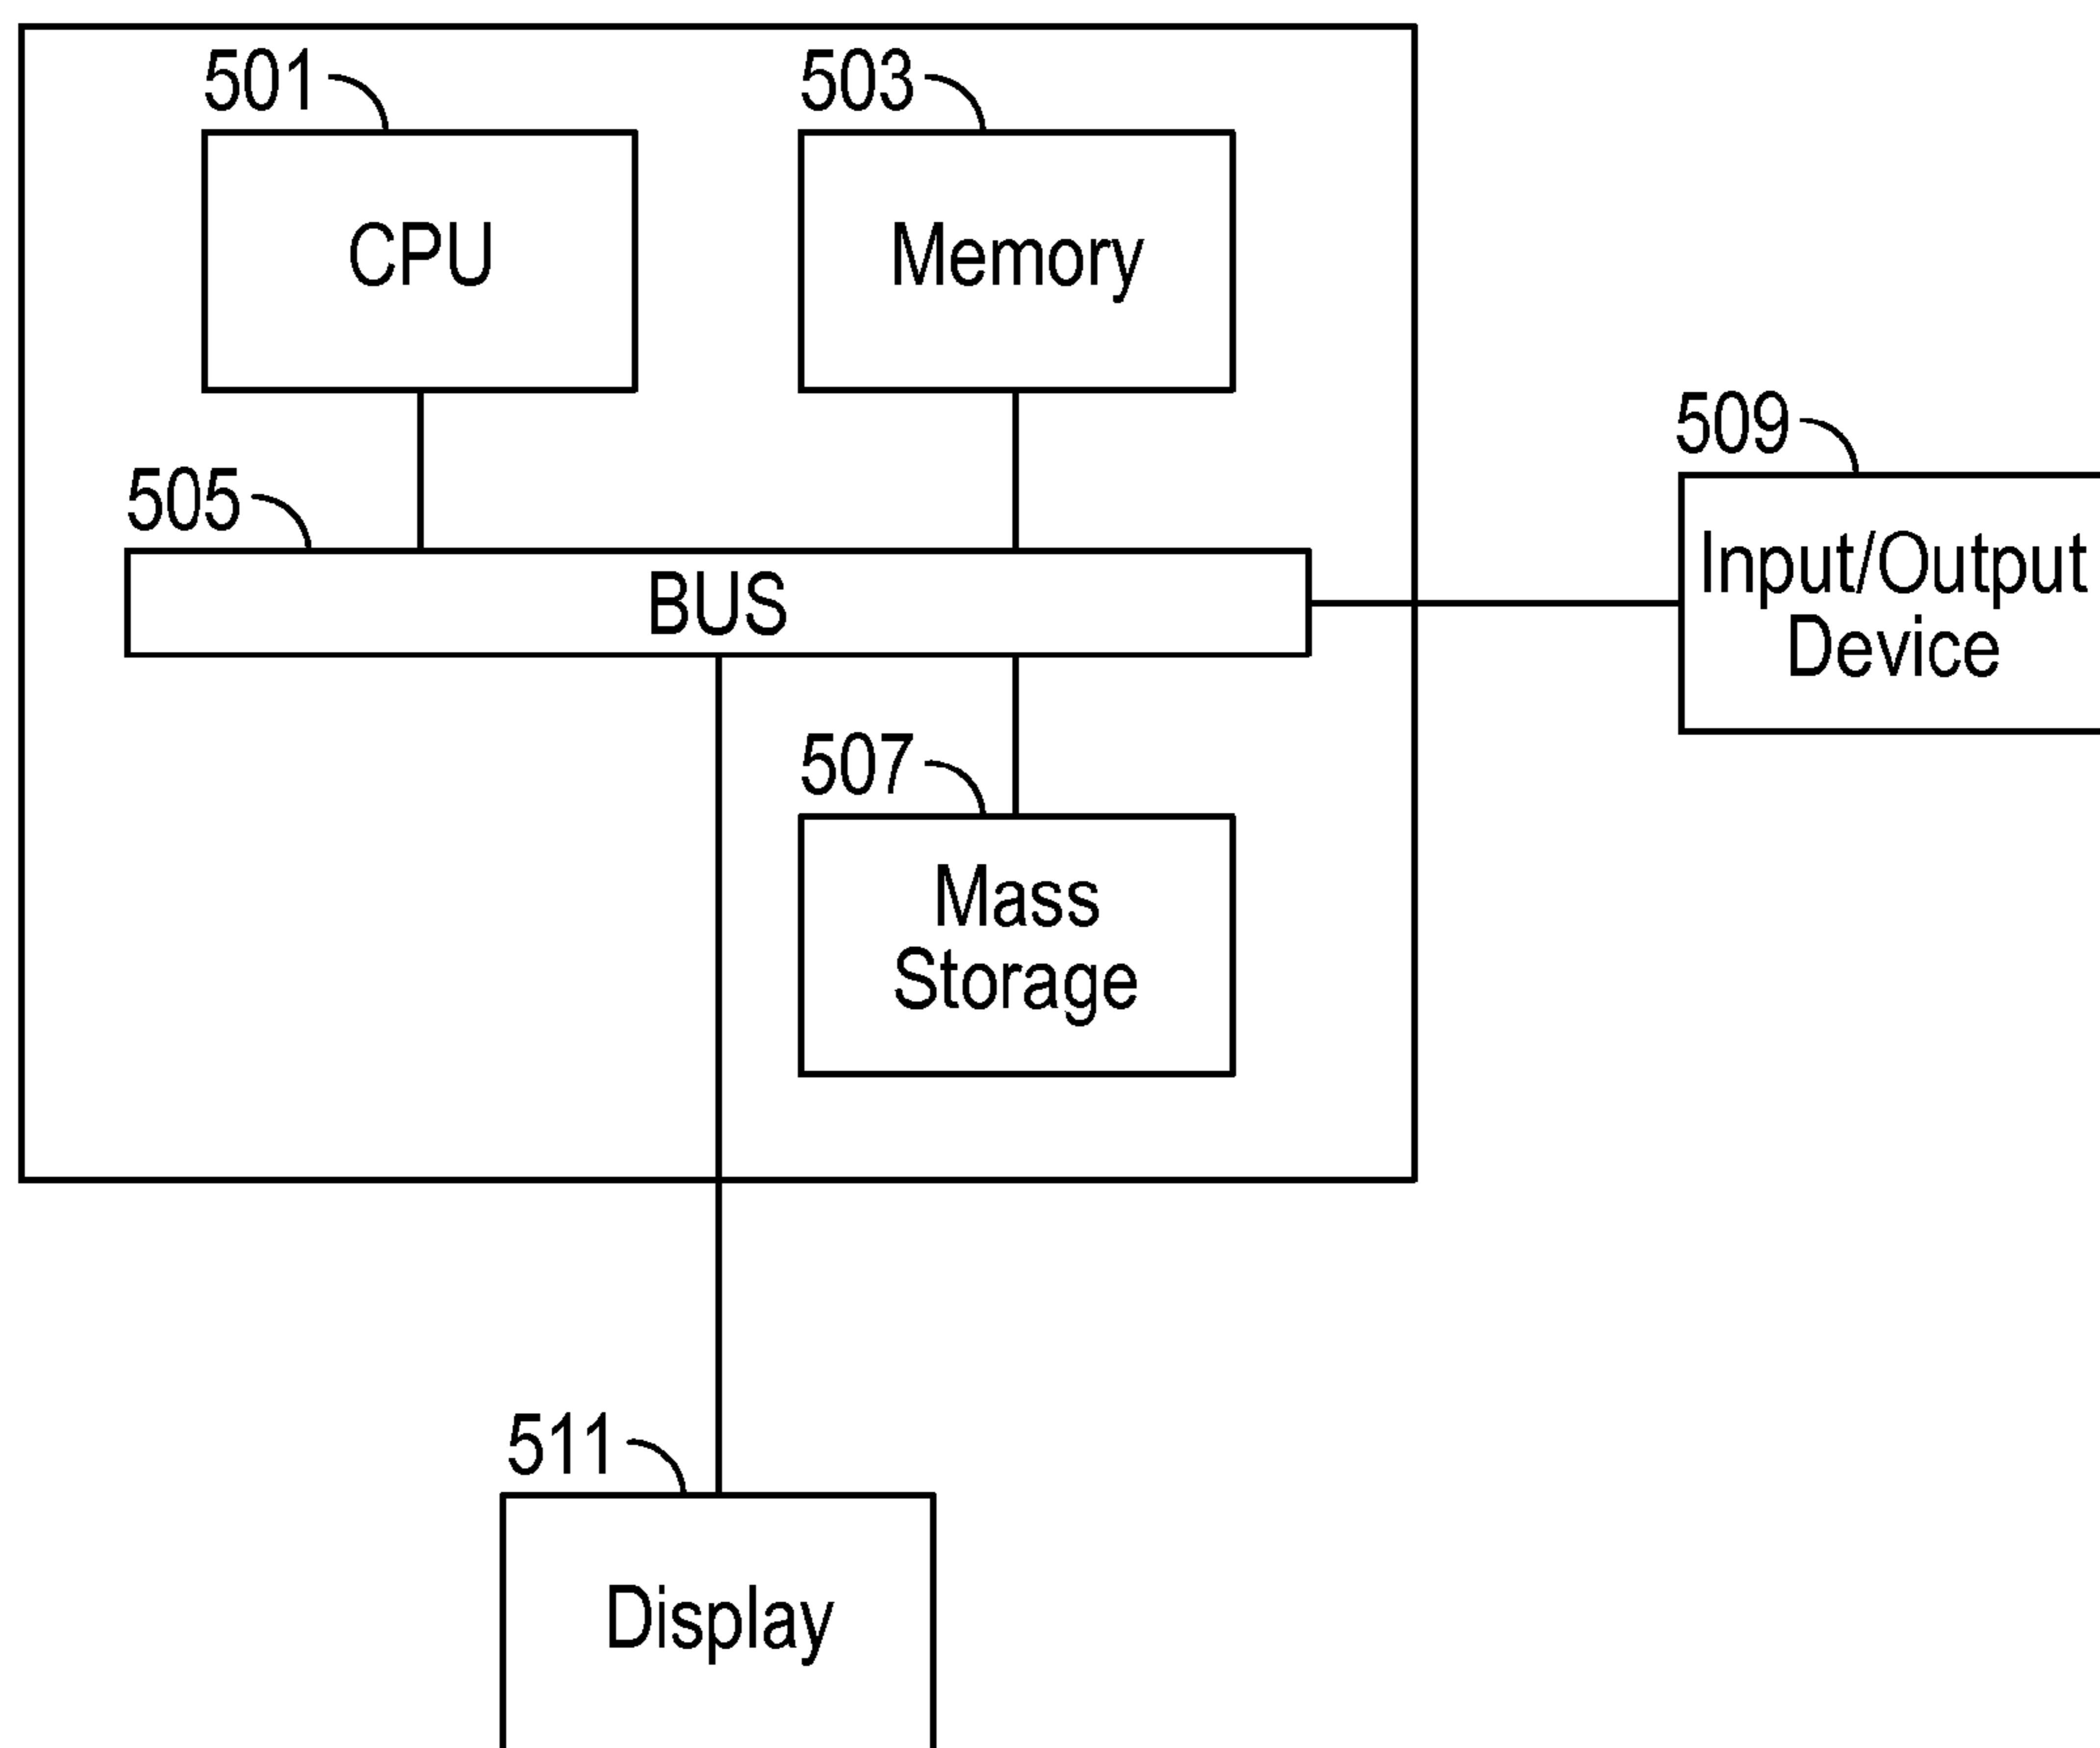 501
503
CPU
Memory
509
505
Input/Output
Device
BUS
507
Mass
Storage
511
Display